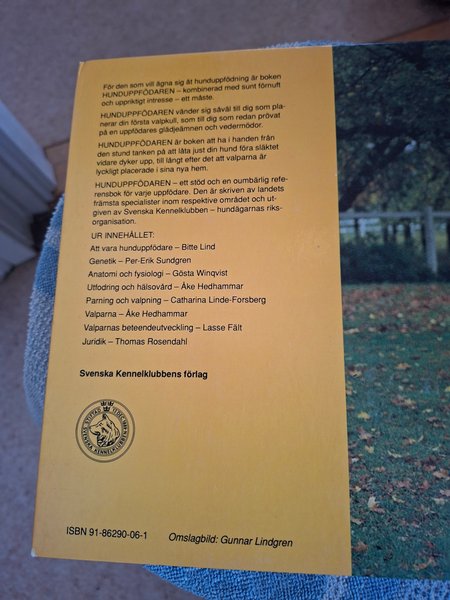 För den som vill ägna sig åt hunduppfödning är boken
HUNDUPPFÖDAREN – kombinerad med sunt förnuft
och uppriktigt intresse – ett måste.
HUNDUPPFÖDAREN vänder sig såväl till dig som pla-
nerar din första valpkull, som till dig som redan prövat
på en uppfödares glädjeämnen och vedermödor.
HUNDUPPFÖDAREN är boken att ha i handen från
den stund tanken på att låta just din hund föra släktet
vidare dyker upp, till långt efter det att valparna är
lyckligt placerade i sina nya hem.
HUNDUPPFÖDAREN – ett stöd och en oumbärlig refe-
rensbok för varje uppfödare. Den är skriven av landets
främsta specialister inom respektive området och ut-
given av Svenska Kennelklubben – hundägarnas riks-
organisation.
UR INNEHÅLLET:
Att vara hunduppfödare – Bitte Lind
Genetik – Per-Erik Sundgren
Anatomi och fysiologi – Gösta Winqvist
Utfodring och hälsovård – Åke Hedhammar
Parning och valpning – Catharina Linde-Forsberg
Valparna – Åke Hedhammar
Valparnas beteendeutveckling – Lasse Fält
Juridik – Thomas Rosendahl
Svenska Kennelklubbens förlag
SVENSKA KENNELKLUBBEN
ISBN 91-86290-06-1
Omslagbild: Gunnar Lindgren